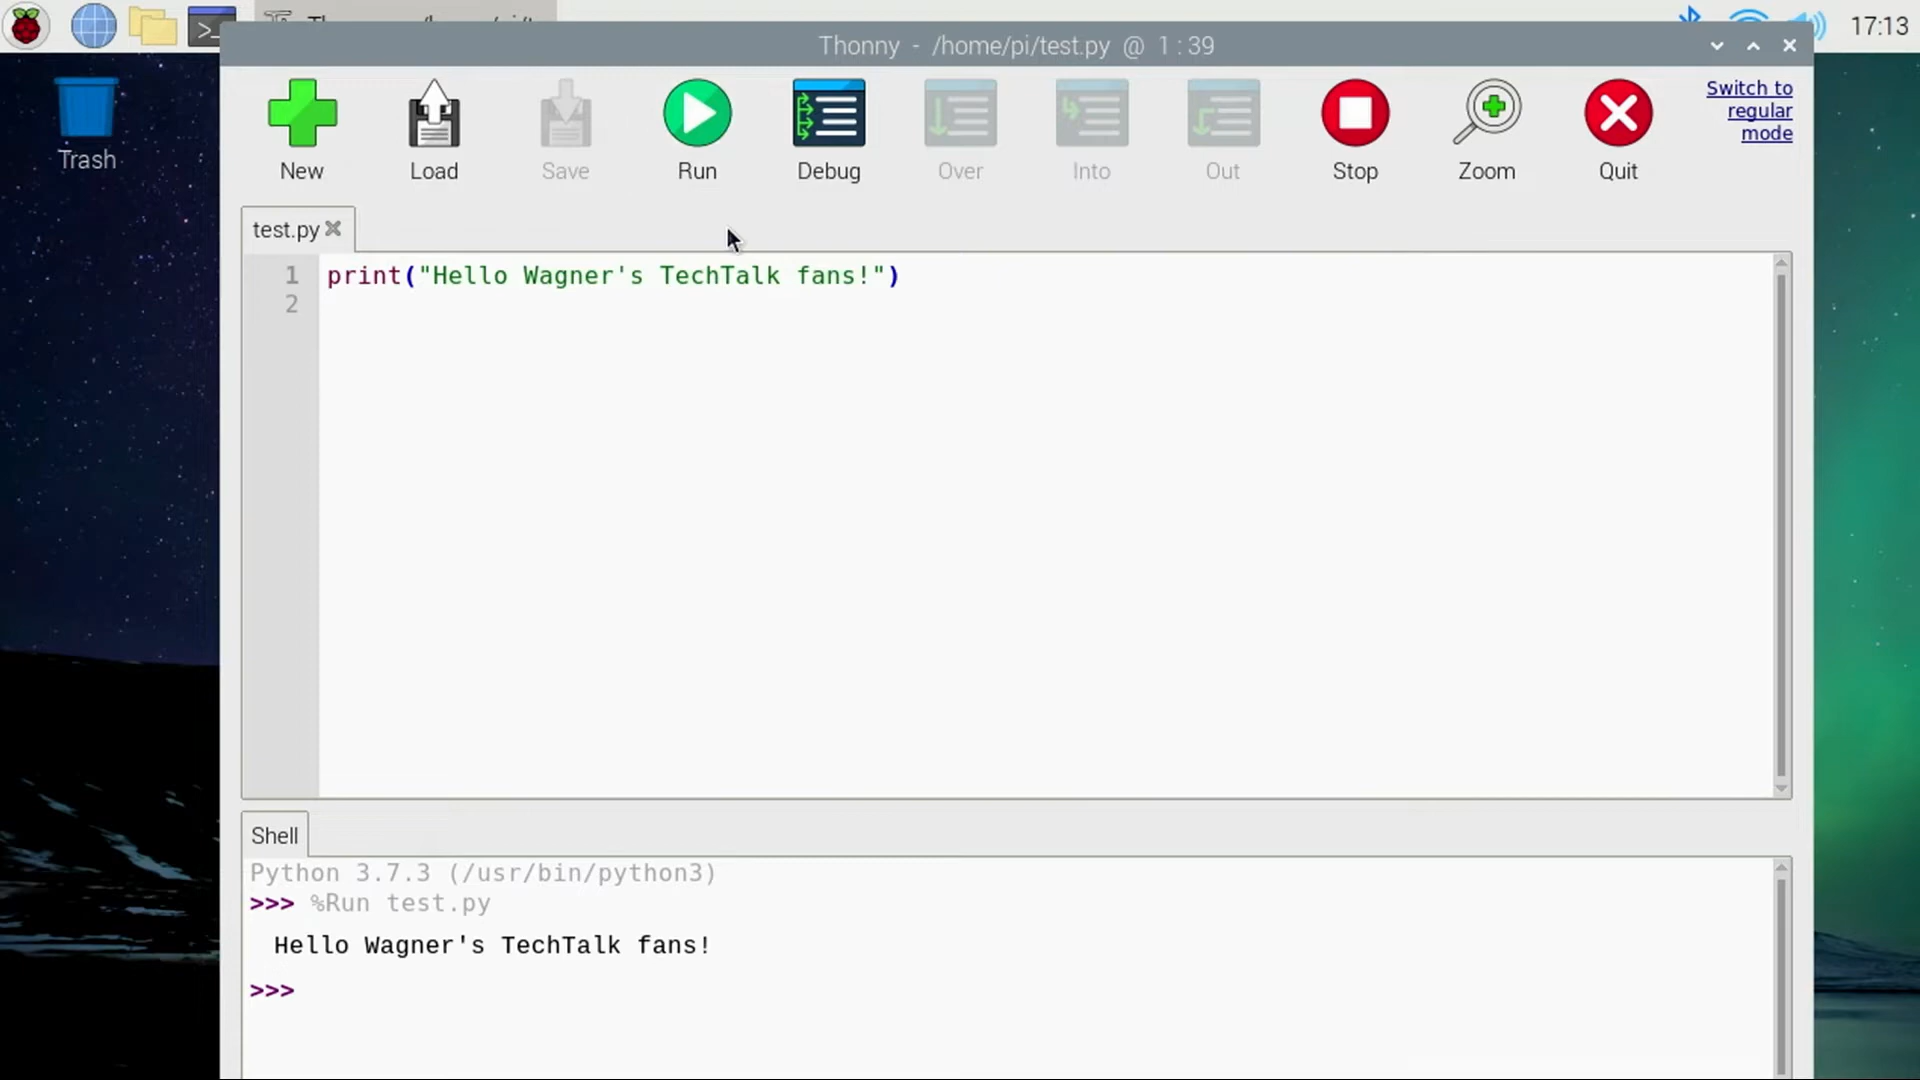 17:13
Thonny - /home/pi/test.py @ 1:39
Trash
New
Load
Save
Run
Debug
Over
Into
Out
Stop
Zoom
Quit
Switch to
regular
mode
test.py
1 print("Hello Wagner's TechTalk fans!")
2
Shell
Python 3.7.3 (/usr/bin/python3)
>>> %Run test.py
Hello Wagner's TechTalk fans!
>>>